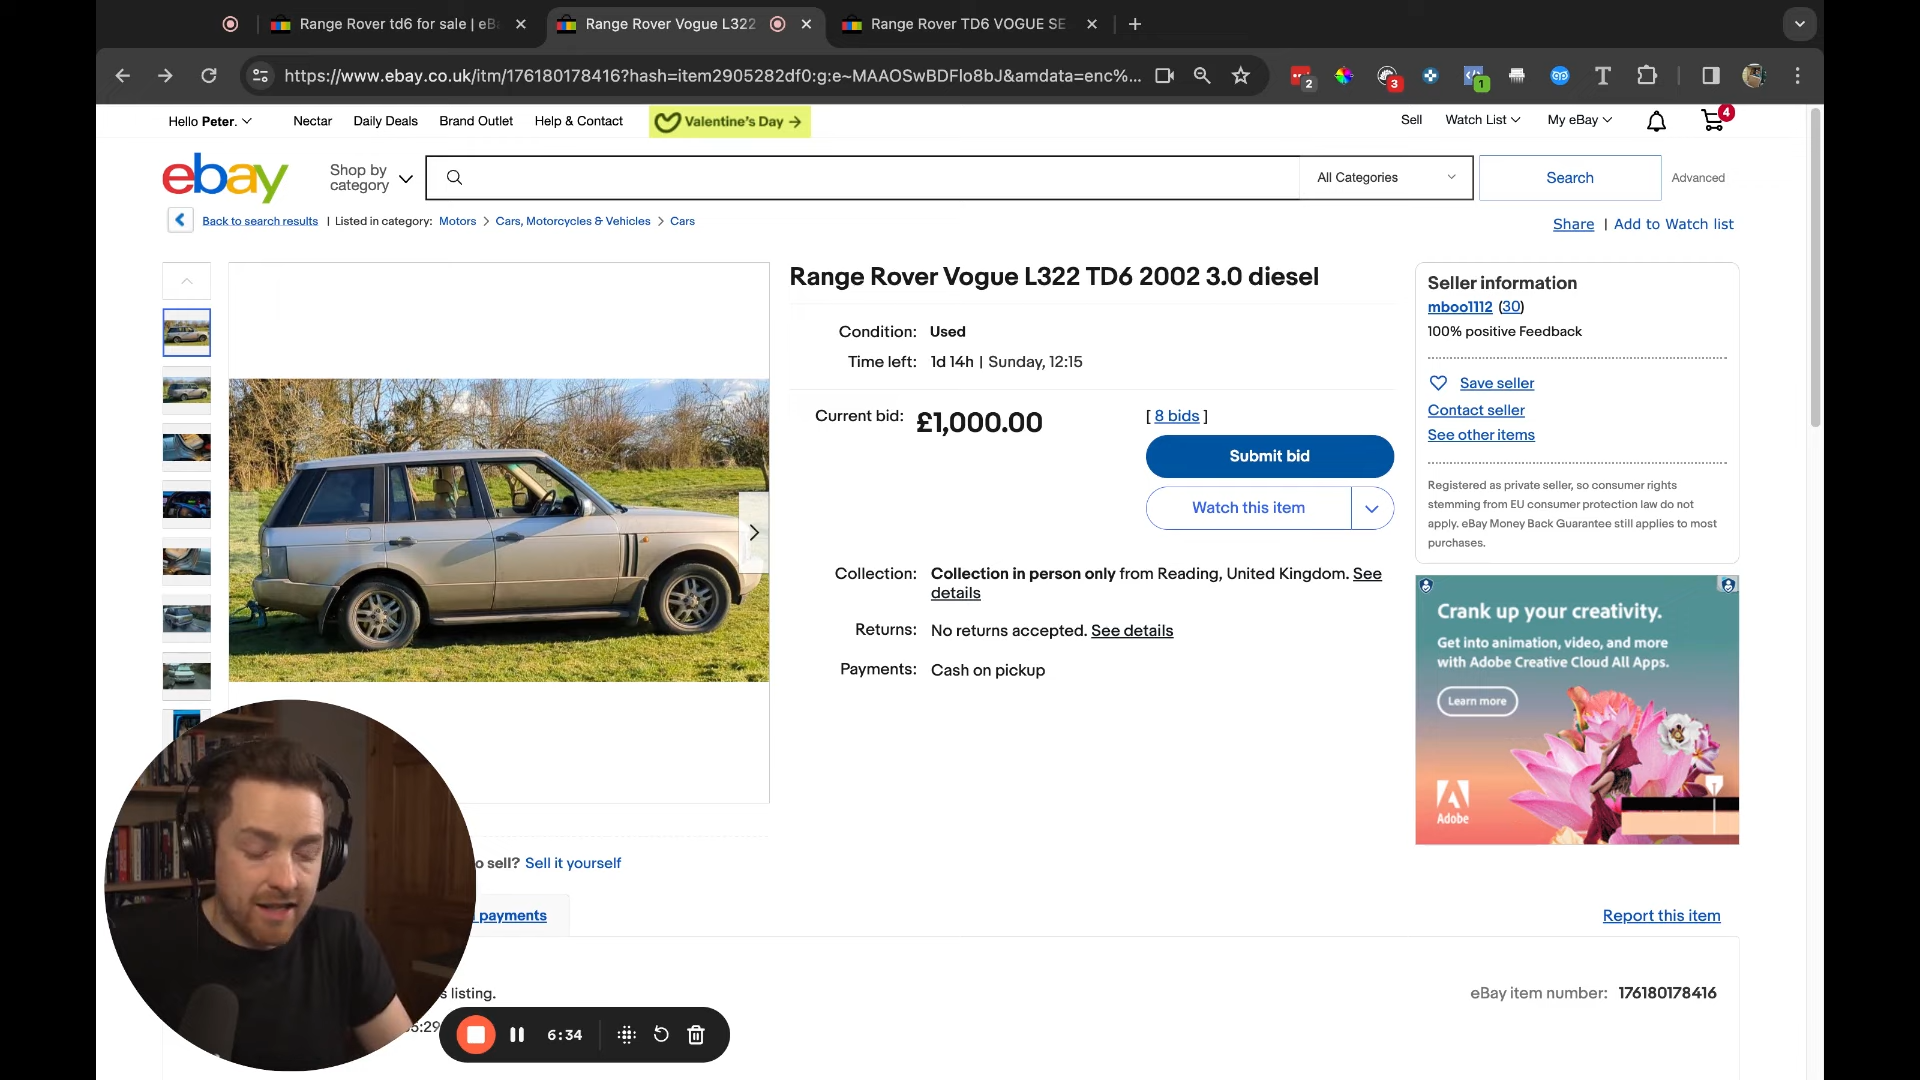 Range Rover td6 for sale | eB
Range Rover Vogue L322
Range Rover TD6 VOGUE SE
https://www.ebay.co.uk/itm/176180178416?hash=item2905282df0:g:e~MAAOSwBDFlo8bJ&amdata=enc%...
2
3
1
Hello Peter.
Nectar
Daily Deals
Brand Outlet
Help & Contact
Valentine's Day →
Sell
Watch List
My eBay
4
ebay
Shop by
category
All Categories
Search
Advanced
Back to search results | Listed in category: Motors > Cars, Motorcycles & Vehicles > Cars
Share | Add to Watch list
Range Rover Vogue L322 TD6 2002 3.0 diesel
Condition: Used
Time left: 1d 14h | Sunday, 12:15
Current bid: £1,000.00
[ 8 bids ]
Submit bid
Watch this item
Collection: Collection in person only from Reading, United Kingdom. See
details
Returns: No returns accepted. See details
Payments: Cash on pickup
Seller information
mboo1112 (30)
100% positive Feedback
Save seller
Contact seller
See other items
Registered as private seller, so consumer rights
stemming from EU consumer protection law do not
apply. eBay Money Back Guarantee still applies to most
purchases.
Crank up your creativity.
Get into animation, video, and more
with Adobe Creative Cloud All Apps.
Learn more
Adobe
o sell? Sell it yourself
payments
Report this item
s listing.
eBay item number: 176180178416
5:29
6:34